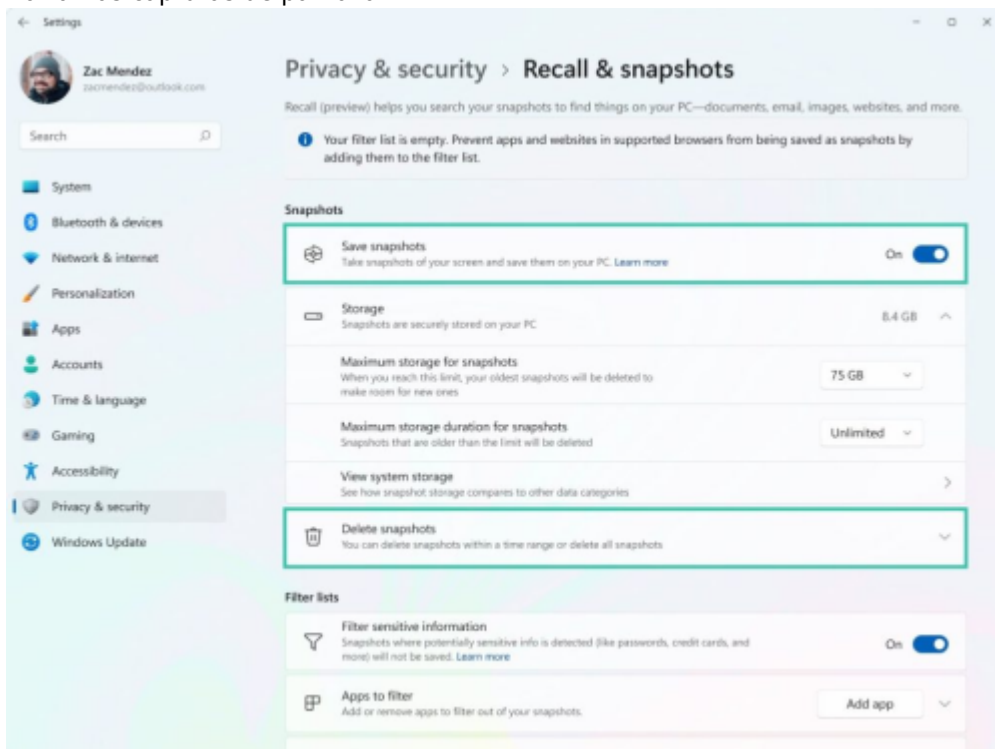 Settings
Zac Mendez
zacmendez@outlook.com
Search
System
Bluetooth & devices
Network & internet
Personalization
Apps
Accounts
Time & language
Gaming
Accessibility
Privacy & security
Windows Update
Privacy & security > Recall & snapshots
Recall (preview) helps you search your snapshots to find things on your PC—documents, email, images, websites, and more.
Your filter list is empty. Prevent apps and websites in supported browsers from being saved as snapshots by
adding them to the filter list.
Snapshots
Save snapshots
Take snapshots of your screen and save them on your PC. Learn more
On
Storage
Snapshots are securely stored on your PC
8.4 GB
Maximum storage for snapshots
When you reach this limit, your oldest snapshots will be deleted to
make room for new ones
75 GB
Maximum storage duration for snapshots
Snapshots that are older than the limit will be deleted
Unlimited
View system storage
See how snapshot storage compares to other data categories
Delete snapshots
You can delete snapshots within a time range or delete all snapshots
Filter lists
Filter sensitive information
Snapshots where potentially sensitive info is detected (like passwords, credit cards, and
more) will not be saved. Learn more
On
Apps to filter
Add or remove apps to filter out of your snapshots.
Add app